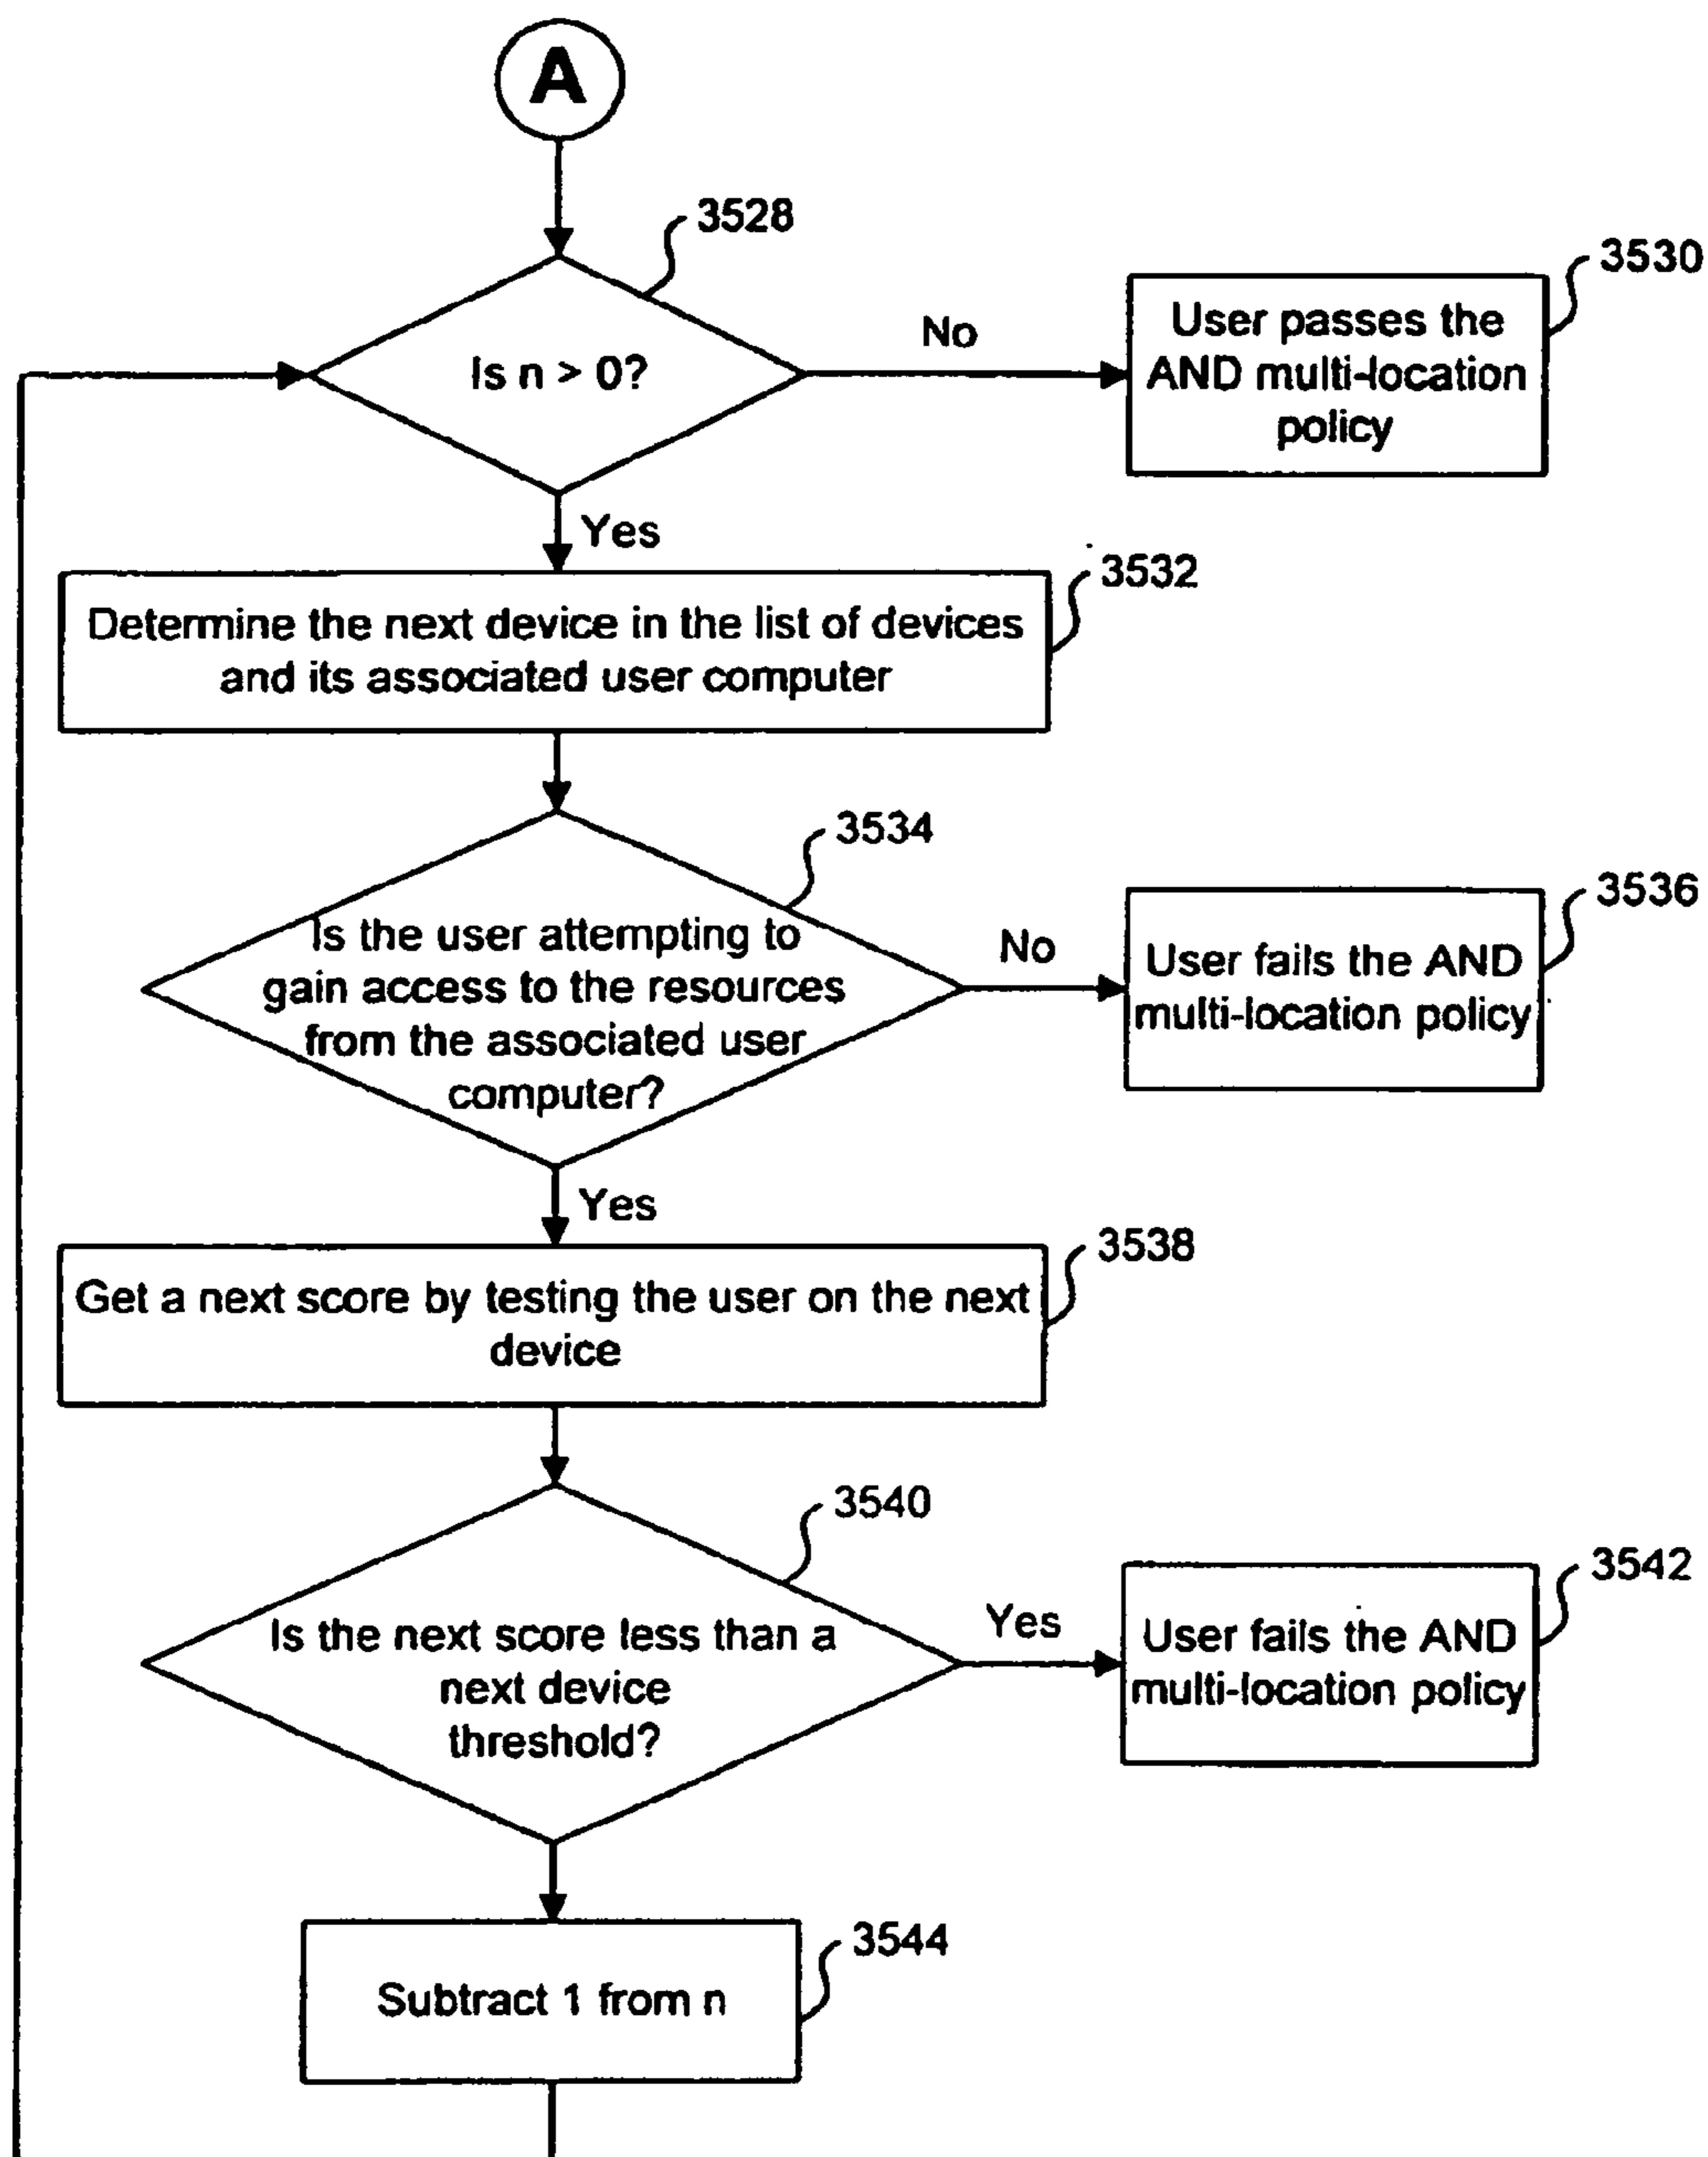 A
3528
3530
Is n > 0?
No
User passes the
AND multi-location
policy
Yes
3532
Determine the next device in the list of devices
and its associated user computer
3534
3536
Is the user attempting to
gain access to the resources
from the associated user
computer?
No
User fails the AND
multi-location policy
Yes
3538
Get a next score by testing the user on the next
device
3540
3542
Is the next score less than a
next device
threshold?
Yes
User fails the AND
multi-location policy
3544
Subtract 1 from n